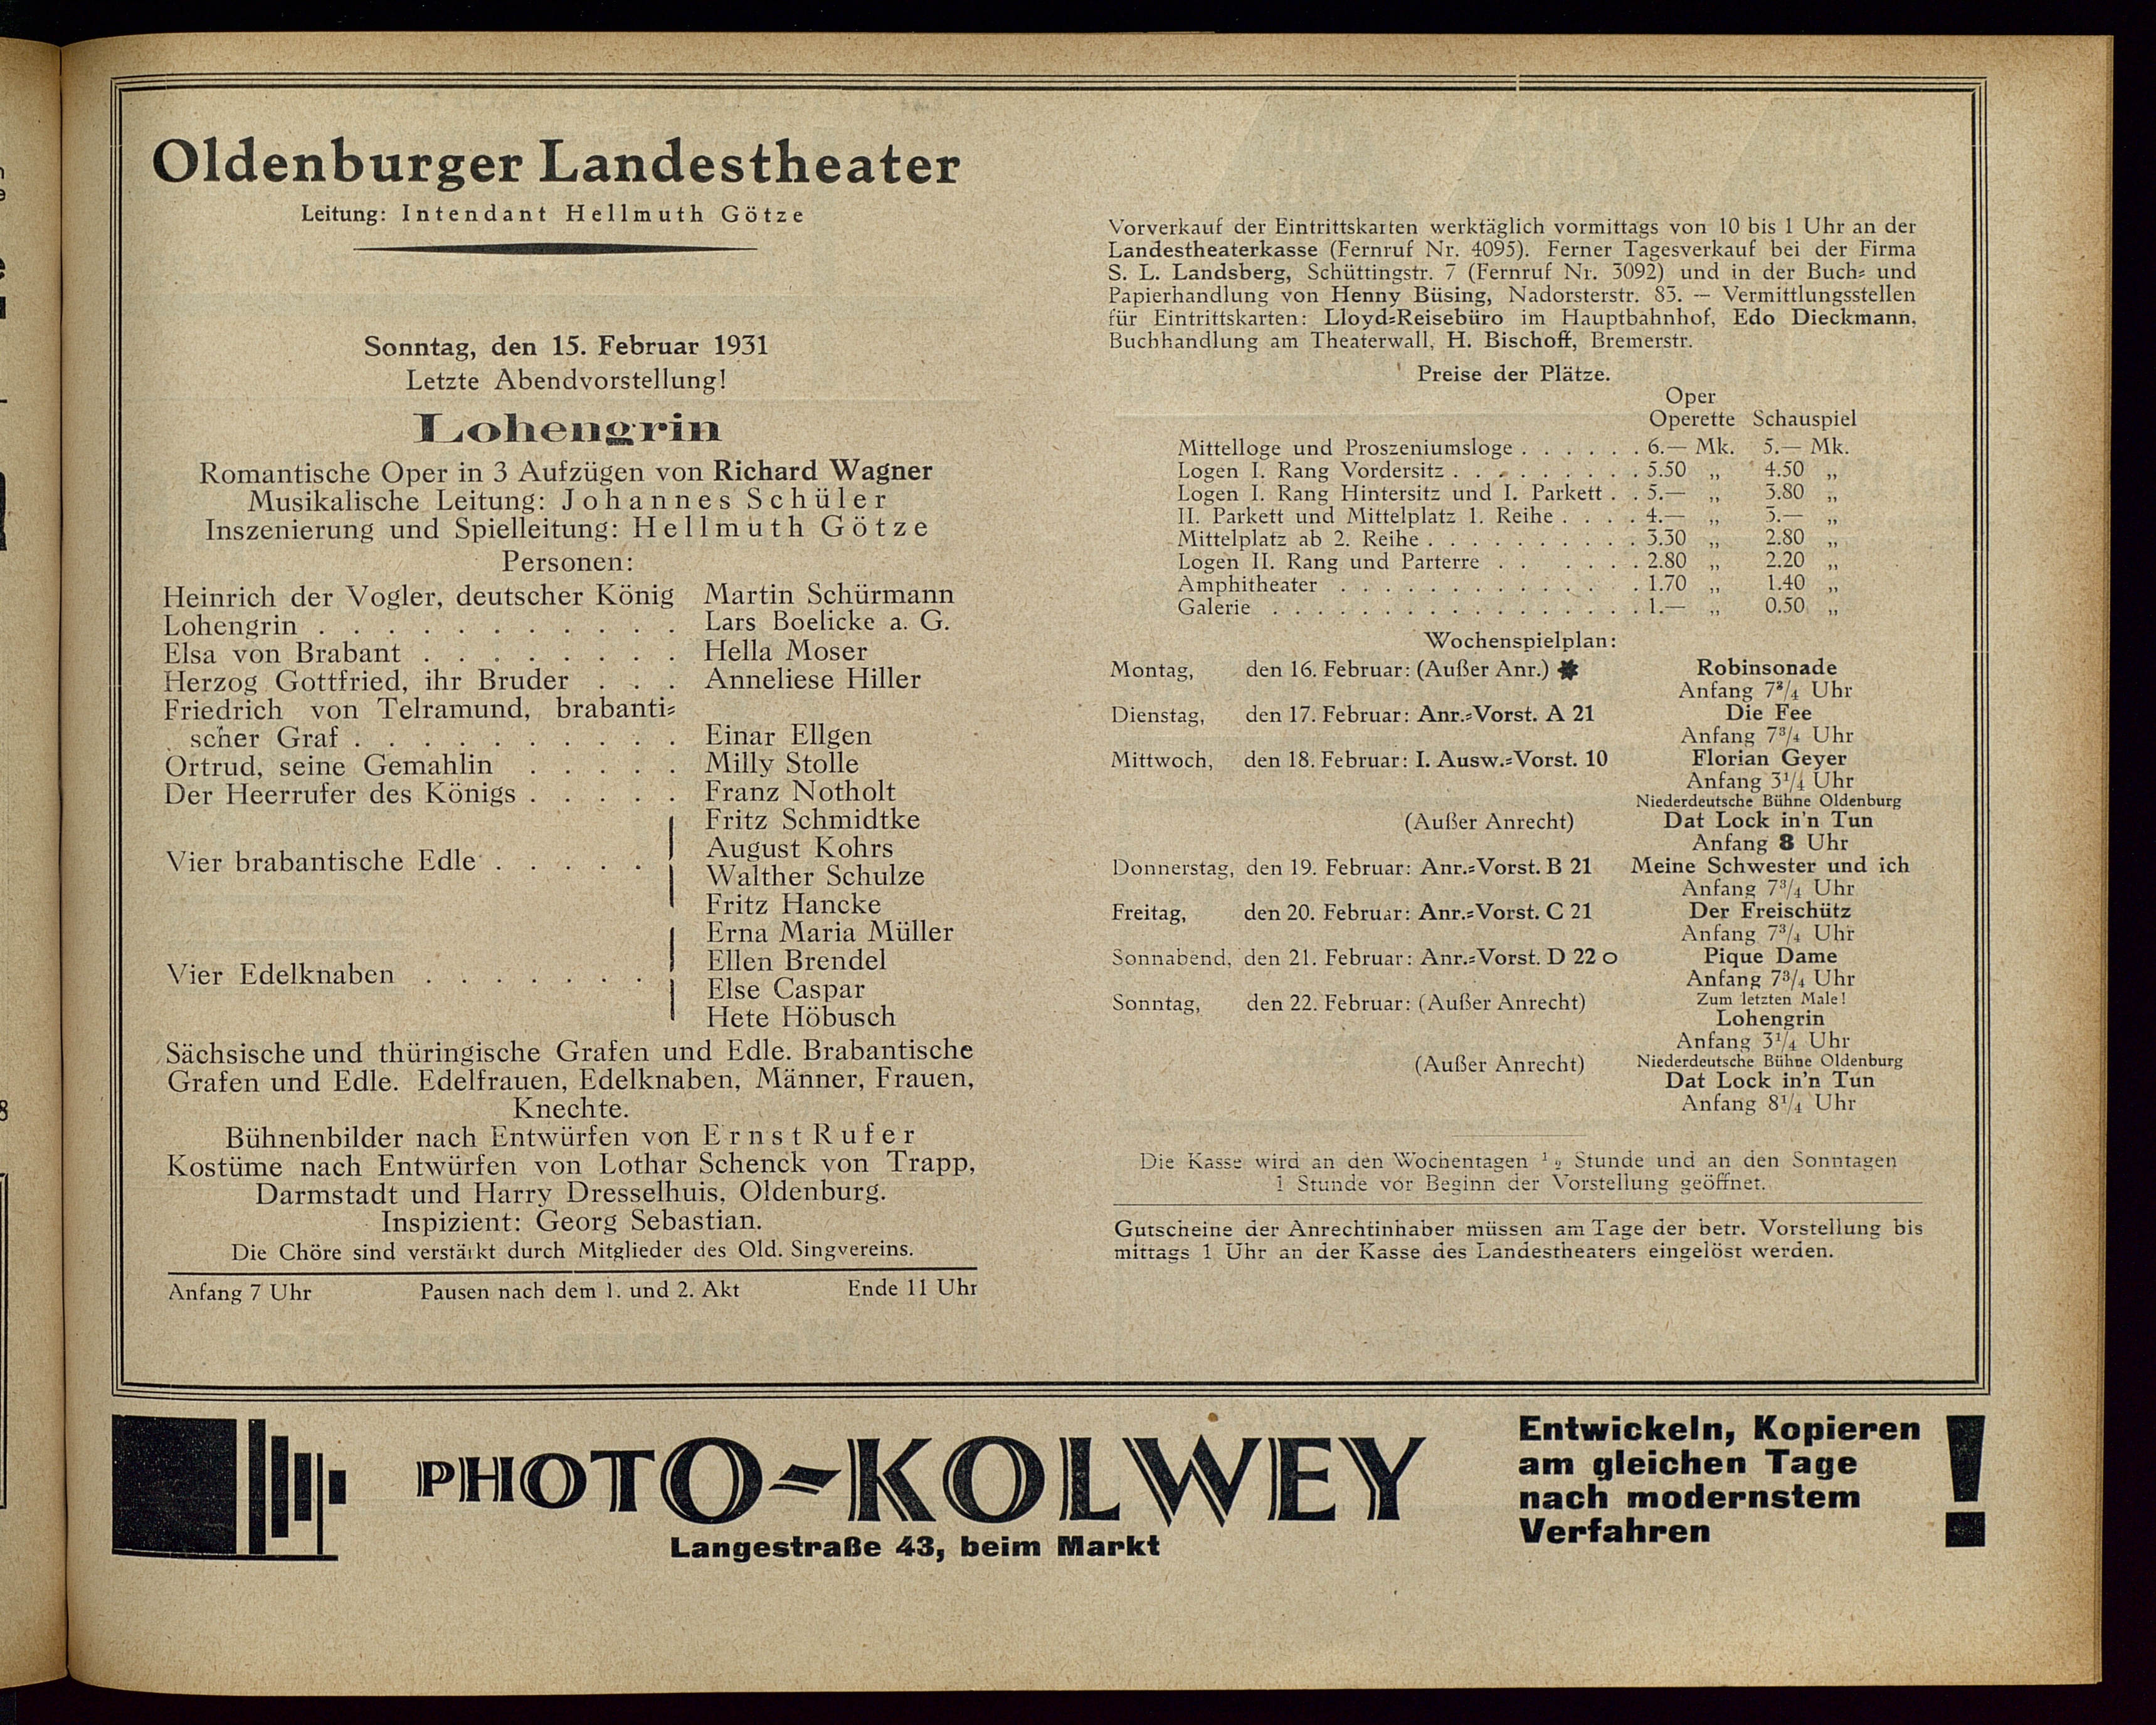 Oldenburger Landestheater
Leitung: Intendant Hellmuth Götze
Sonntag, den 15. Februar 1931
Letzte Abendvorstellung!
Lohengrin
Romantische Oper in 3 Aufzügen von Richard Wagner
Musikalische Leitung: Johannes Schüler
Inszenierung und Spielleitung: Hellmuth Götze
Personen:
Heinrich der Vogler, deutscher König Martin Schürmann
Lohengrin . . . . . . . . . . . Lars Boelicke a. G.
Elsa von Brabant . . . . . . . . Hella Moser
Herzog Gottfried, ihr Bruder . . . Anneliese Hiller
Friedrich von Telramund, brabanti-
scher Graf . . . . . . . . . . Einar Ellgen
Ortrud, seine Gemahlin . . . . . Milly Stolle
Der Heerrufer des Königs . . . . . Franz Notholt
Vier brabantische Edle . . . . .
Fritz Schmidtke
August Kohrs
Walther Schulze
Fritz Hancke
Vier Edelknaben . . . . . . .
Erna Maria Müller
Ellen Brendel
Else Caspar
Hete Höbusch
Sächsische und thüringische Grafen und Edle. Brabantische
Grafen und Edle. Edelfrauen, Edelknaben, Männer, Frauen,
Knechte.
Bühnenbilder nach Entwürfen von Ernst Rufer
Kostüme nach Entwürfen von Lothar Schenck von Trapp,
Darmstadt und Harry Dresselhuis, Oldenburg.
Inspizient: Georg Sebastian.
Die Chöre sind verstärkt durch Mitglieder des Old. Singvereins.
Anfang 7 Uhr Pausen nach dem 1. und 2. Akt Ende 11 Uhr
Vorverkauf der Eintrittskarten werktäglich vormittags von 10 bis 1 Uhr an der
Landestheaterkasse (Fernruf Nr. 4095). Ferner Tagesverkauf bei der Firma
S. L. Landsberg, Schüttingstr. 7 (Fernruf Nr. 3092) und in der Buch- und
Papierhandlung von Henny Büsing, Nadorsterstr. 83. — Vermittlungsstellen
für Eintrittskarten: Lloyd-Reisebüro im Hauptbahnhof, Edo Dieckmann,
Buchhandlung am Theaterwall, H. Bischoff, Bremerstr.
Preise der Plätze.
Oper
Operette Schauspiel
Mittelloge und Proszeniumsloge . . . . . . 6.— Mk. 5.— Mk.
Logen I. Rang Vordersitz . . . . . . . . . 5.50 „ 4.50 „
Logen I. Rang Hintersitz und I. Parkett . . 5.— „ 3.80 „
II. Parkett und Mittelplatz 1. Reihe . . . . 4.— „ 3.— „
Mittelplatz ab 2. Reihe . . . . . . . . . . 3.30 „ 2.80 „
Logen II. Rang und Parterre . . . . . . 2.80 „ 2.20 „
Amphitheater . . . . . . . . . . . . 1.70 „ 1.40 „
Galerie . . . . . . . . . . . . . . . . 1.— „ 0.50 „
Wochenspielplan:
Montag, den 16. Februar: (Außer Anr.) ✱ Robinsonade
Anfang 7¾ Uhr
Dienstag, den 17. Februar: Anr.-Vorst. A 21 Die Fee
Anfang 7¾ Uhr
Mittwoch, den 18. Februar: I. Ausw.-Vorst. 10 Florian Geyer
Anfang 3¼ Uhr
Niederdeutsche Bühne Oldenburg
(Außer Anrecht) Dat Lock in'n Tun
Anfang 8 Uhr
Donnerstag, den 19. Februar: Anr.-Vorst. B 21 Meine Schwester und ich
Anfang 7¾ Uhr
Freitag, den 20. Februar: Anr.-Vorst. C 21 Der Freischütz
Anfang 7¾ Uhr
Sonnabend, den 21. Februar: Anr.-Vorst. D 22 o Pique Dame
Anfang 7¾ Uhr
Zum letzten Male!
Sonntag, den 22. Februar: (Außer Anrecht) Lohengrin
Anfang 3¼ Uhr
Niederdeutsche Bühne Oldenburg
(Außer Anrecht) Dat Lock in'n Tun
Anfang 8¼ Uhr
Die Kasse wird an den Wochentagen ½ Stunde und an den Sonntagen
1 Stunde vor Beginn der Vorstellung geöffnet.
Gutscheine der Anrechtinhaber müssen am Tage der betr. Vorstellung bis
mittags 1 Uhr an der Kasse des Landestheaters eingelöst werden.
PHOTO-KOLWEY
Langestraße 43, beim Markt
Entwickeln, Kopieren
am gleichen Tage
nach modernstem
Verfahren !